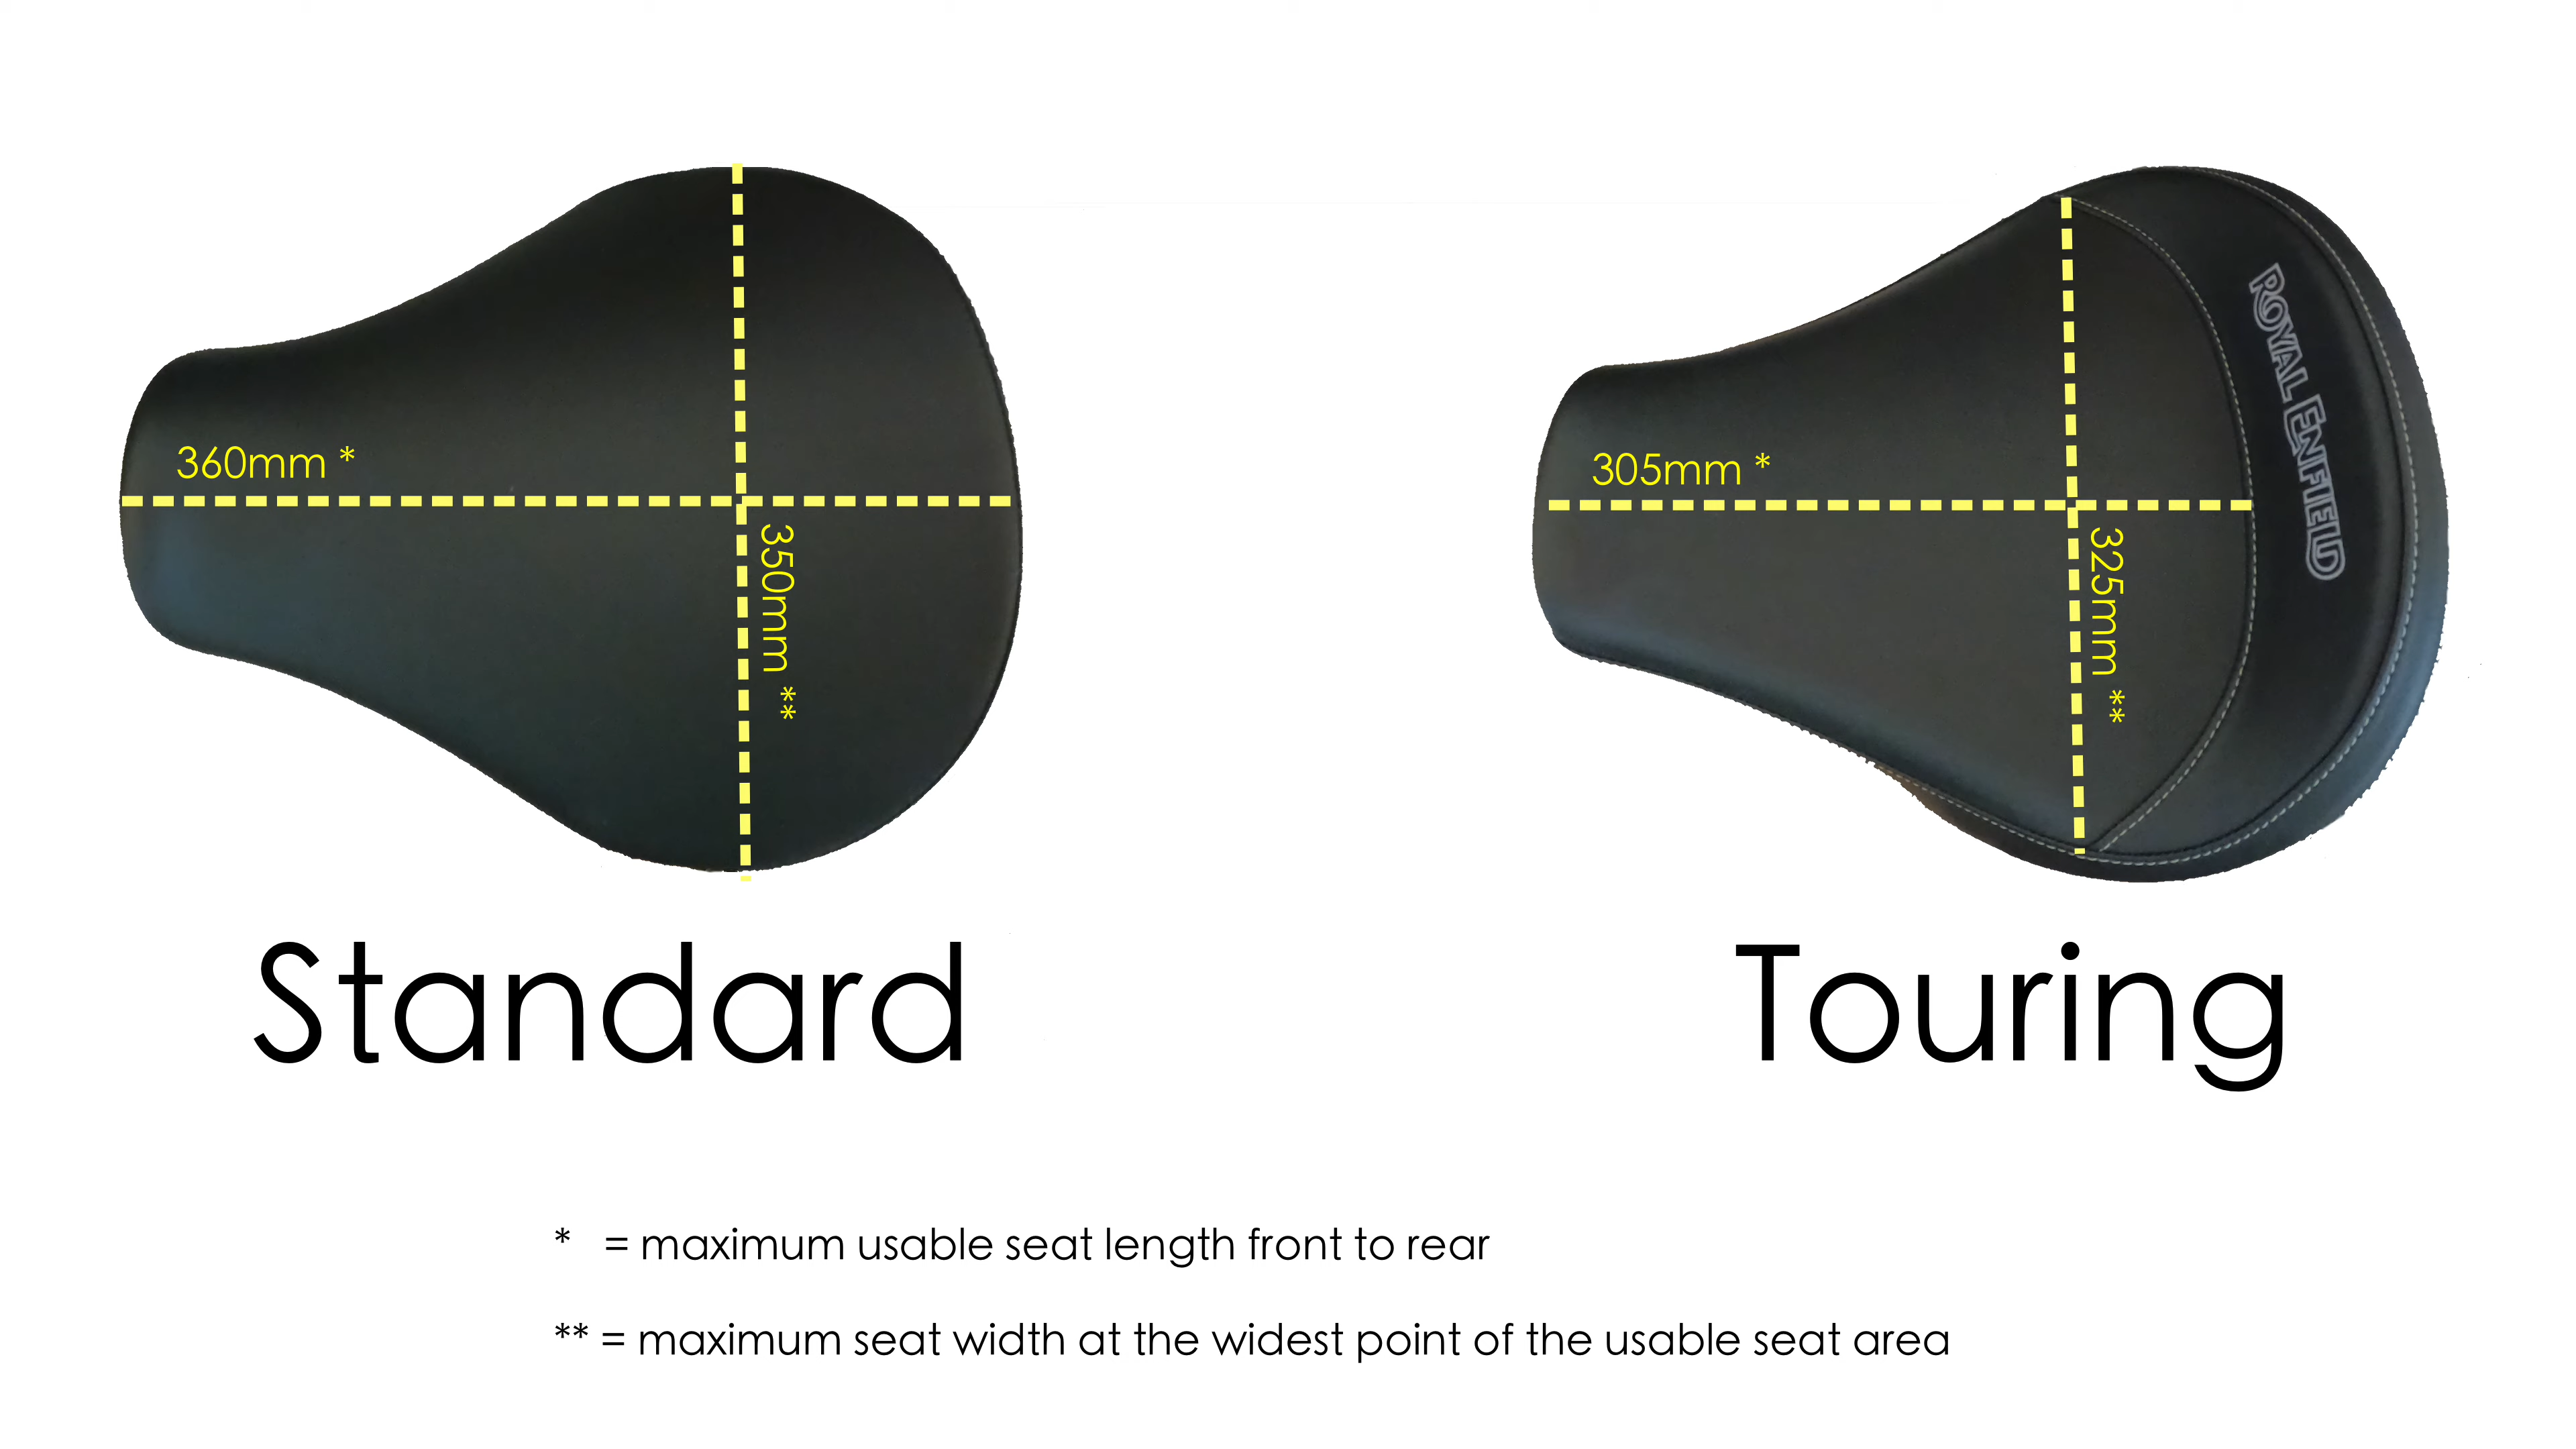 360mm *
350mm **
Standard
305mm *
325mm **
ROYAL ENFIELD
Touring
* = maximum usable seat length front to rear
** = maximum seat width at the widest point of the usable seat area